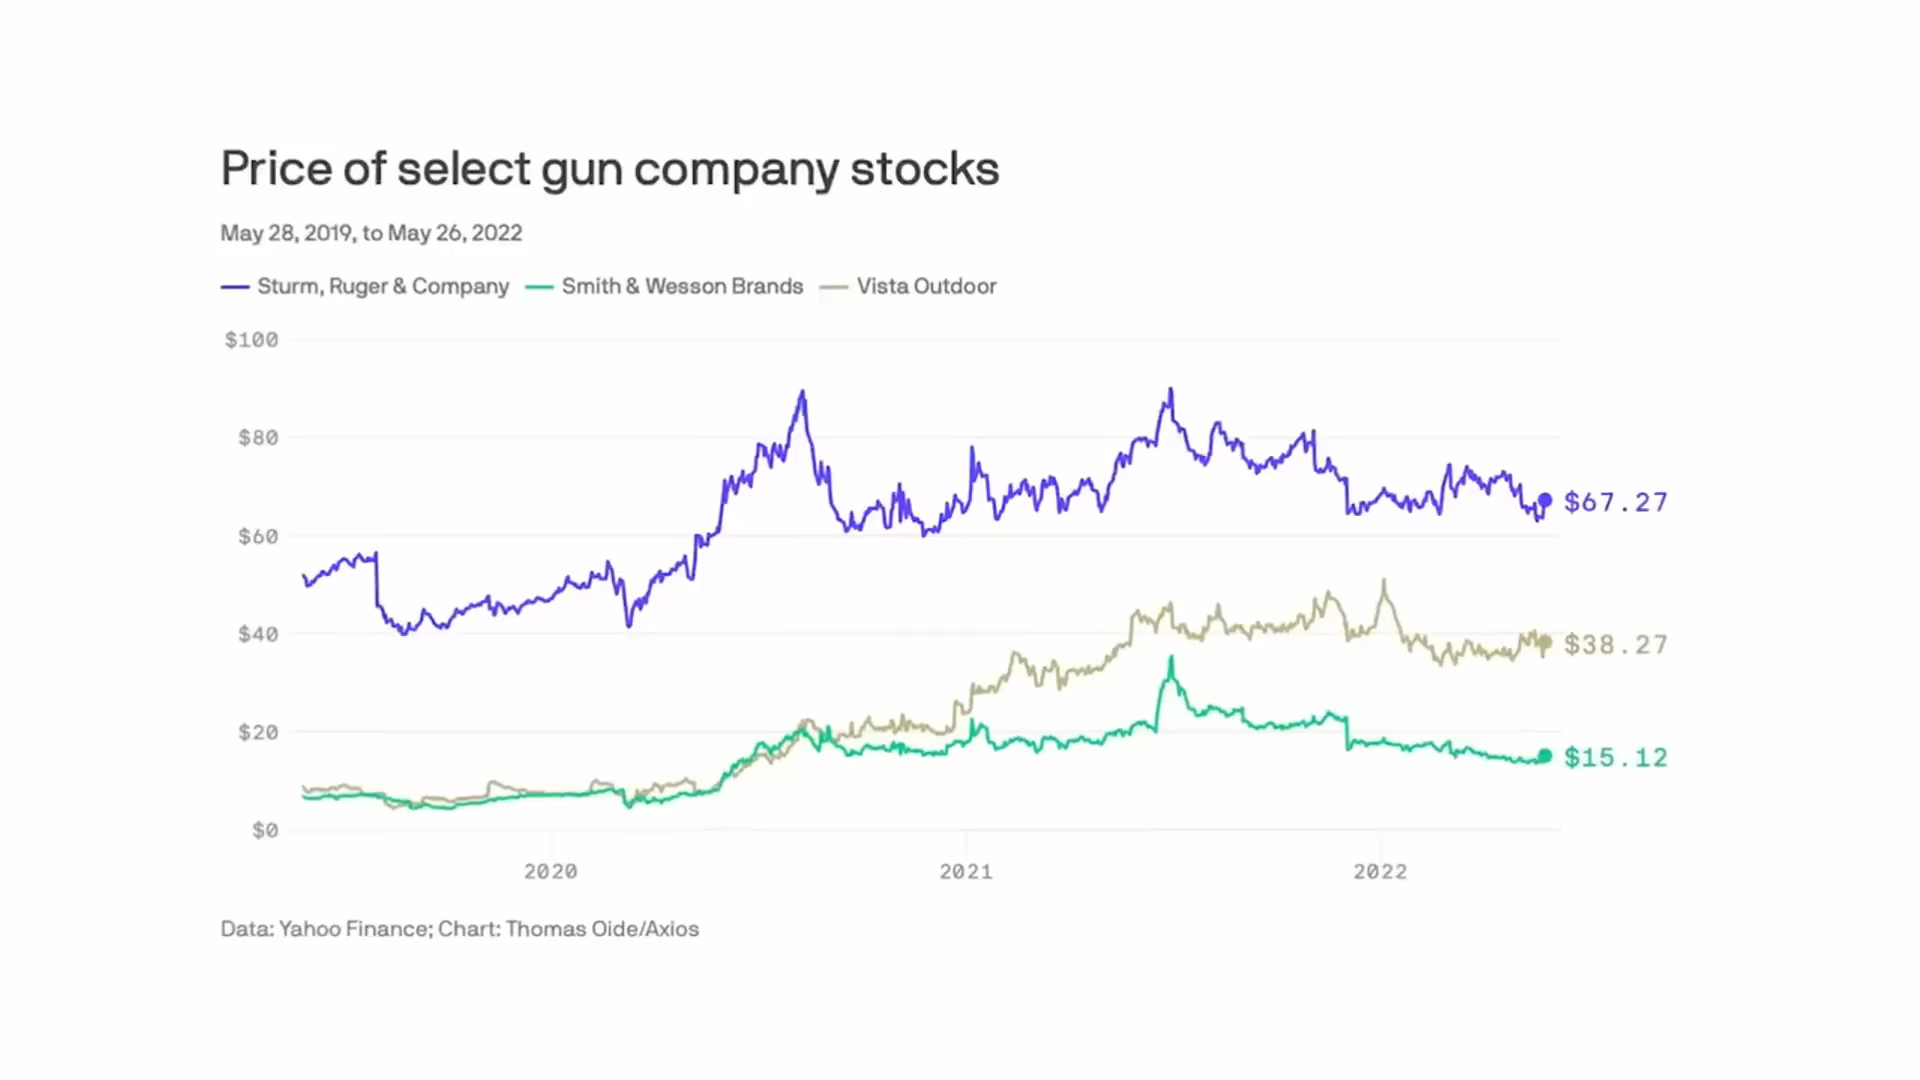 Price of select gun company stocks
May 28, 2019, to May 26, 2022
Sturm, Ruger & Company Smith & Wesson Brands Vista Outdoor
$100
$80
$60
$40
$20
$0
$67.27
$38.27
$15.12
2020 2021 2022
Data: Yahoo Finance; Chart: Thomas Oide/Axios